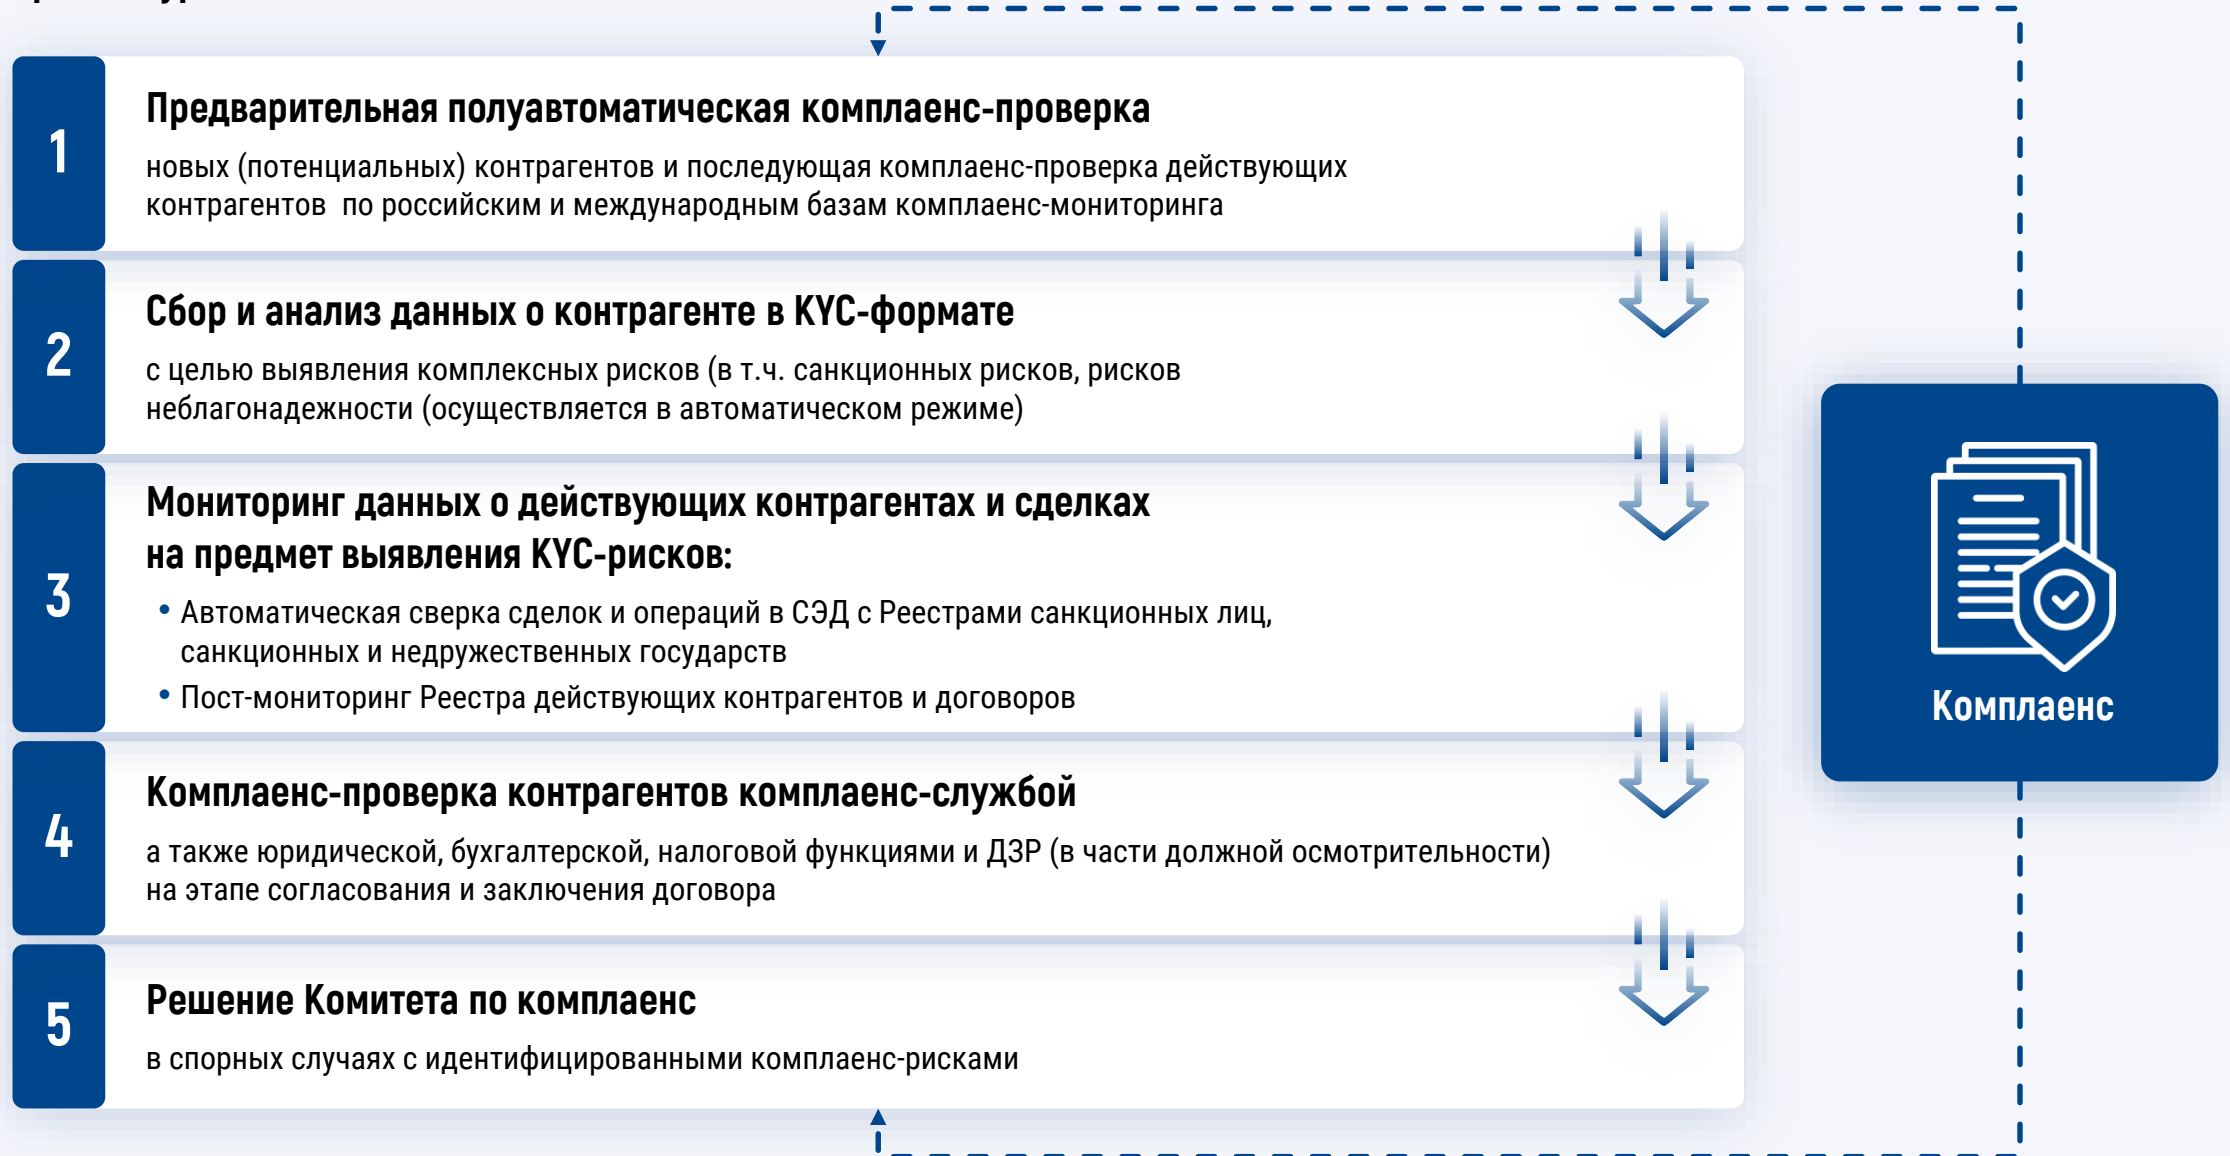 1
Предварительная полуавтоматическая комплаенс-проверка
новых (потенциальных) контрагентов и последующая комплаенс-проверка действующих
контрагентов по российским и международным базам комплаенс-мониторинга
2
Сбор и анализ данных о контрагенте в KYC-формате
с целью выявления комплексных рисков (в т.ч. санкционных рисков, рисков
неблагонадежности (осуществляется в автоматическом режиме)
3
Мониторинг данных о действующих контрагентах и сделках
на предмет выявления KYC-рисков:
• Автоматическая сверка сделок и операций в СЭД с Реестрами санкционных лиц,
санкционных и недружественных государств
• Пост-мониторинг Реестра действующих контрагентов и договоров
4
Комплаенс-проверка контрагентов комплаенс-службой
а также юридической, бухгалтерской, налоговой функциями и ДЗР (в части должной осмотрительности)
на этапе согласования и заключения договора
5
Решение Комитета по комплаенс
в спорных случаях с идентифицированными комплаенс-рисками
Комплаенс